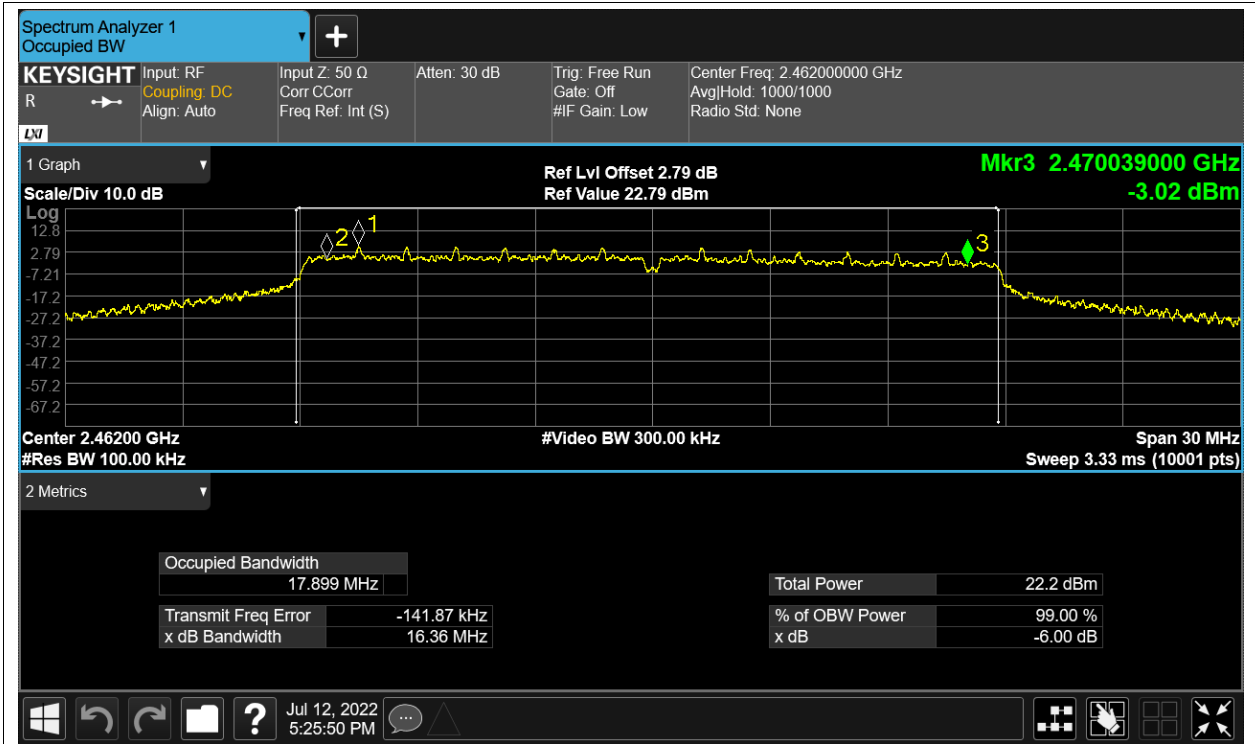 Spectrum Analyzer 1
Occupied BW
KEYSIGHT
R
LXI
Input: RF
Coupling: DC
Align: Auto
Input Z: 50 Ω
Corr CCorr
Freq Ref: Int (S)
Atten: 30 dB
Trig: Free Run
Gate: Off
#IF Gain: Low
Center Freq: 2.462000000 GHz
Avg|Hold: 1000/1000
Radio Std: None
1 Graph
Scale/Div 10.0 dB
Ref Lvl Offset 2.79 dB
Ref Value 22.79 dBm
Mkr3 2.470039000 GHz
-3.02 dBm
Log
12.8
2.79
-7.21
-17.2
-27.2
-37.2
-47.2
-57.2
-67.2
2
1
3
Center 2.46200 GHz
#Res BW 100.00 kHz
#Video BW 300.00 kHz
Span 30 MHz
Sweep 3.33 ms (10001 pts)
2 Metrics
Occupied Bandwidth
17.899 MHz
Transmit Freq Error -141.87 kHz
x dB Bandwidth 16.36 MHz
Total Power 22.2 dBm
% of OBW Power 99.00 %
x dB -6.00 dB
?
Jul 12, 2022
5:25:50 PM